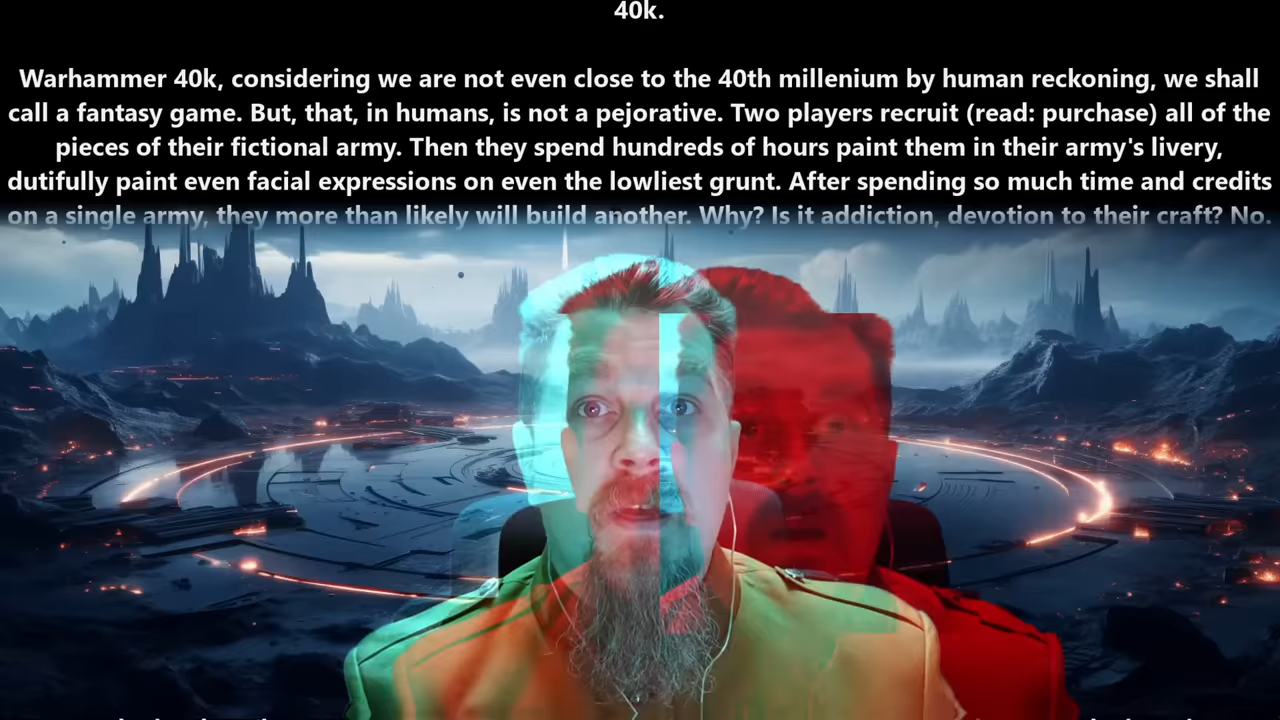 40k.
Warhammer 40k, considering we are not even close to the 40th millenium by human reckoning, we shall
call a fantasy game. But, that, in humans, is not a pejorative. Two players recruit (read: purchase) all of the
pieces of their fictional army. Then they spend hundreds of hours paint them in their army's livery,
dutifully paint even facial expressions on even the lowliest grunt. After spending so much time and credits
on a single army, they more than likely will build another. Why? Is it addiction, devotion to their craft? No.